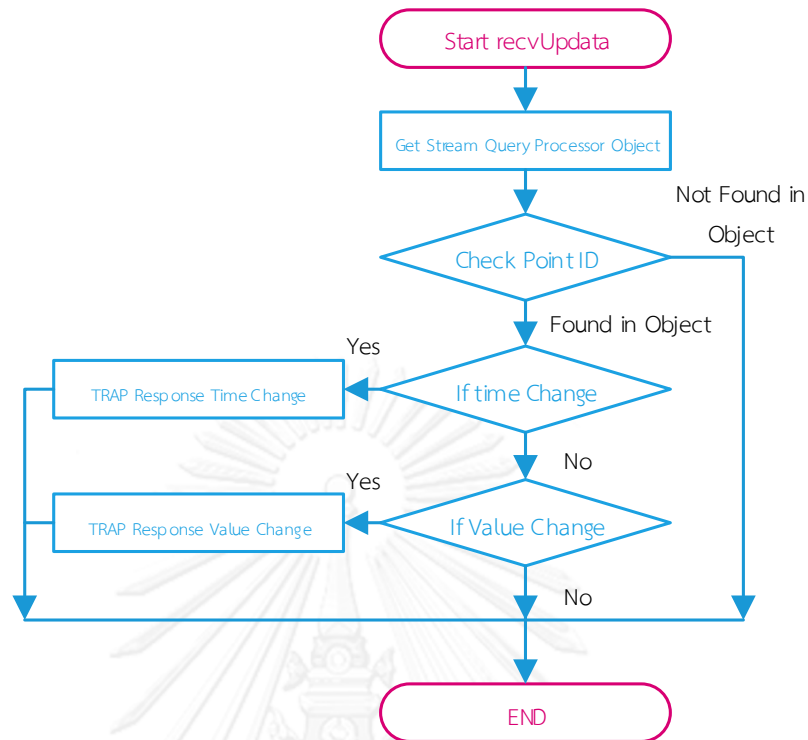 Start recvUpdata
Get Stream Query Processor Object
Not Found in
Object
Check Point ID
Found in Object
Yes
TRAP Response Time Change
If time Change
No
Yes
TRAP Response Value Change
If Value Change
No
END